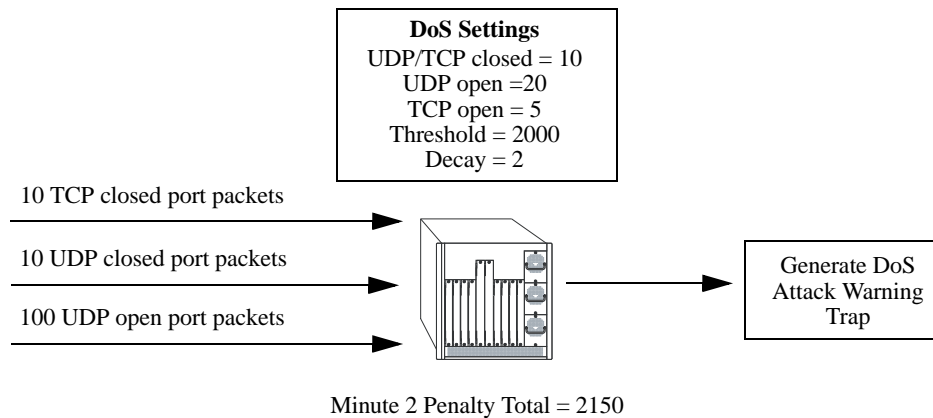 DoS Settings
UDP/TCP closed = 10
UDP open =20
TCP open = 5
Threshold = 2000
Decay = 2
10 TCP closed port packets
10 UDP closed port packets
100 UDP open port packets
Generate DoS
Attack Warning
Trap
Minute 2 Penalty Total = 2150